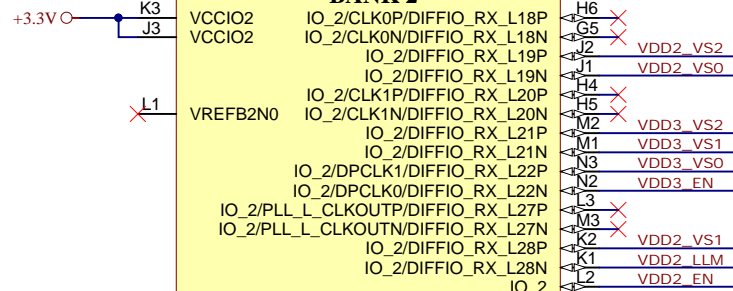 BANK 2
K3 VCCIO2 IO_2/CLK0P/DIFFIO_RX_L18P H6
+3.3V
J3 VCCIO2 IO_2/CLK0N/DIFFIO_RX_L18N G5
IO_2/DIFFIO_RX_L19P J2 VDD2_VS2
IO_2/DIFFIO_RX_L19N J1 VDD2_VS0
IO_2/CLK1P/DIFFIO_RX_L20P H4
L1 VREFB2N0 IO_2/CLK1N/DIFFIO_RX_L20N H5
IO_2/DIFFIO_RX_L21P M2 VDD3_VS2
IO_2/DIFFIO_RX_L21N M1 VDD3_VS1
IO_2/DPCLK1/DIFFIO_RX_L22P N3 VDD3_VS0
IO_2/DPCLK0/DIFFIO_RX_L22N N2 VDD3_EN
IO_2/PLL_L_CLKOUTP/DIFFIO_RX_L27P L3
IO_2/PLL_L_CLKOUTN/DIFFIO_RX_L27N M3
IO_2/DIFFIO_RX_L28P K2 VDD2_VS1
IO_2/DIFFIO_RX_L28N K1 VDD2_LLM
IO_2 L2 VDD2_EN